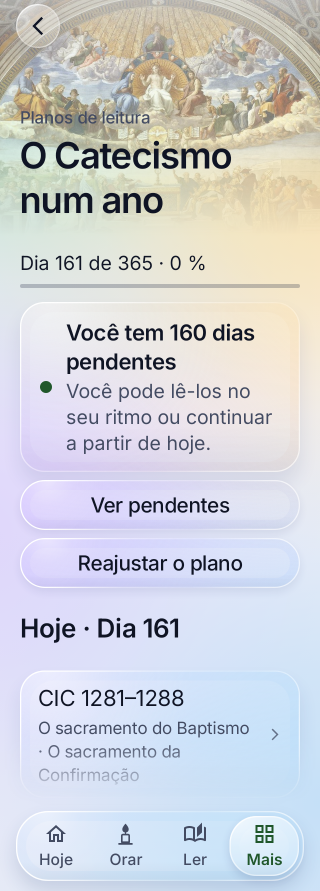 Planos de leitura
O Catecismo
num ano
Dia 161 de 365 · 0 %
Você tem 160 dias
pendentes
Você pode lê-los no
seu ritmo ou continuar
a partir de hoje.
Ver pendentes
Reajustar o plano
Hoje · Dia 161
CIC 1281–1288
O sacramento do Baptismo
· O sacramento da
Confirmação
Hoje
Orar
Ler
Mais